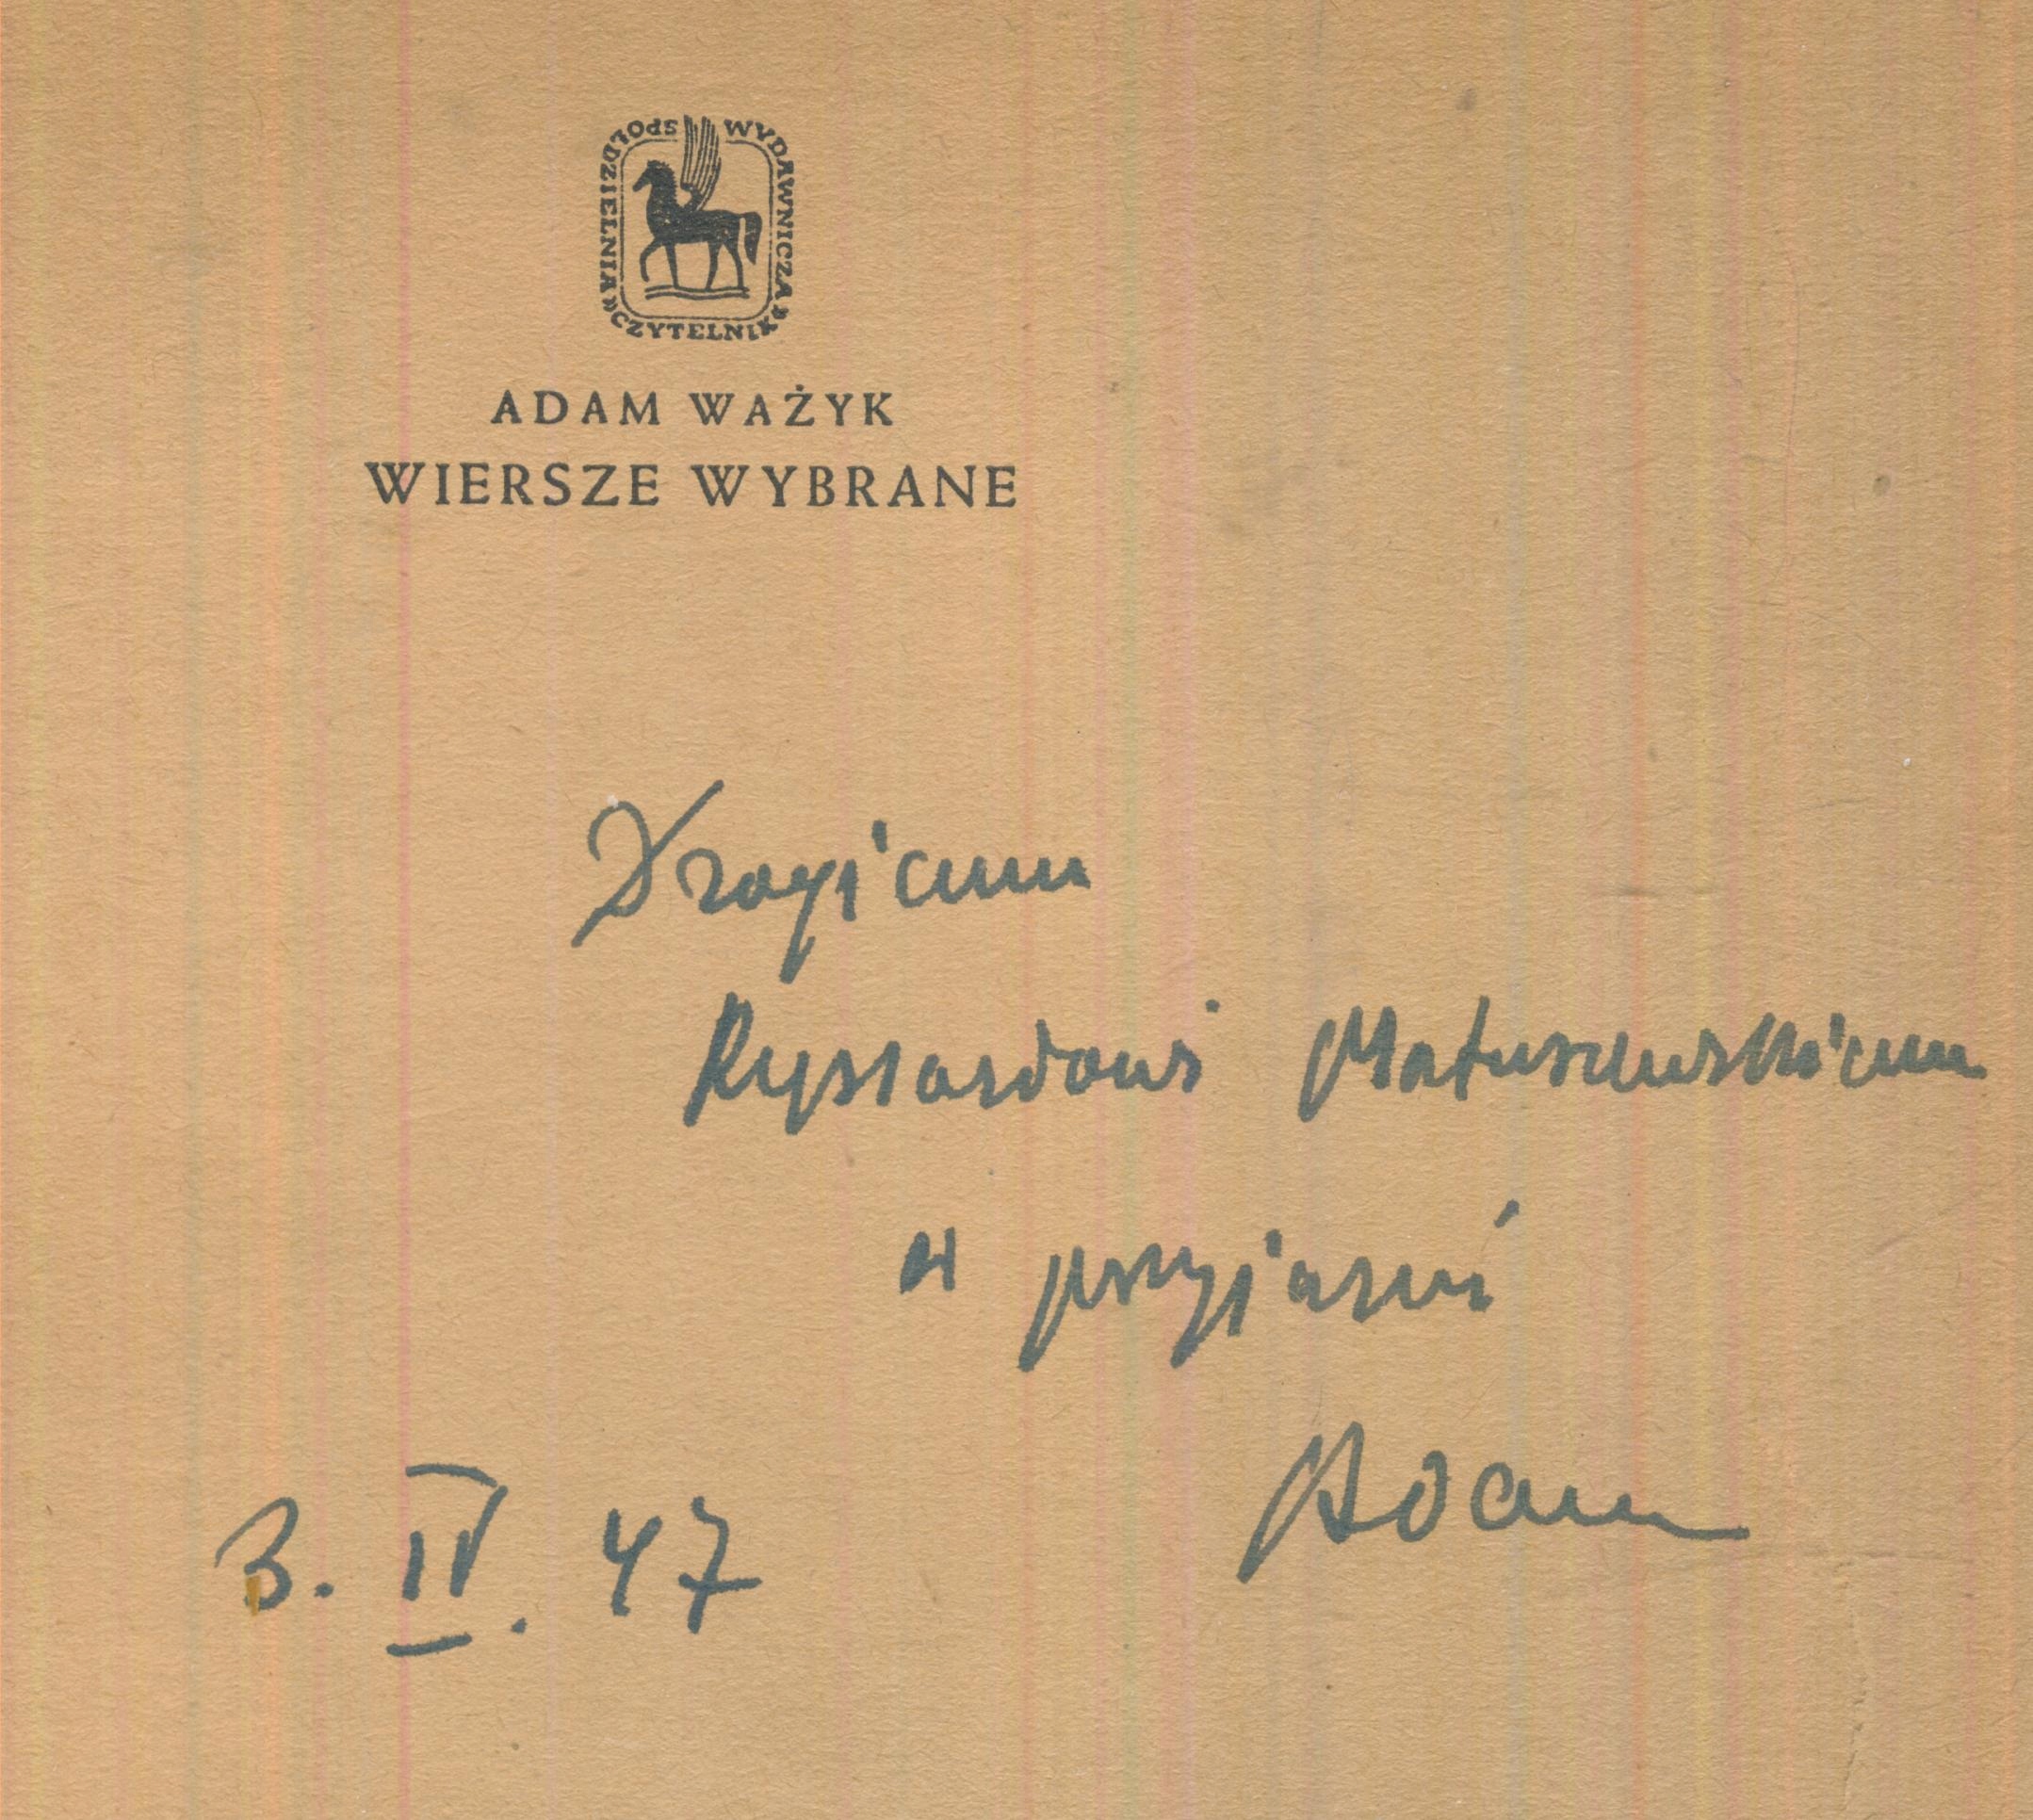 SPÓŁDZIELNIA WYDAWNICZA „CZYTELNIK”
ADAM WAŻYK
WIERSZE WYBRANE
Drogiemu
Ryszardowi Matuszewskiemu
w przyjaźni
Adam
3. IV. 47